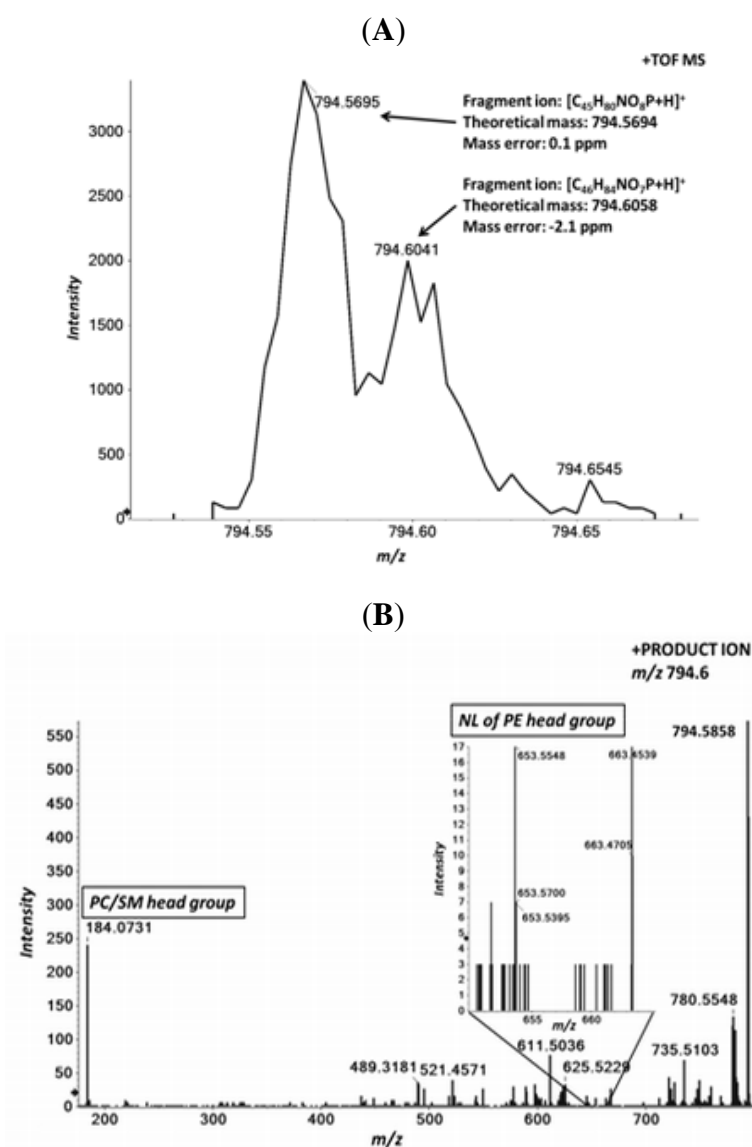 (A)
+TOF MS
794.5695
Fragment ion: [C₄₅H₈₀NO₈P+H]⁺
Theoretical mass: 794.5694
Mass error: 0.1 ppm
Fragment ion: [C₄₆H₈₄NO₇P+H]⁺
Theoretical mass: 794.6058
Mass error: -2.1 ppm
794.6041
794.6545
Intensity
3000
2500
2000
1500
1000
500
0
794.55 794.60 794.65
m/z
(B)
+PRODUCT ION
m/z 794.6
NL of PE head group
794.5858
Intensity
550
500
450
400
350
300
250
200
150
100
50
0
17
16
15
14
13
12
11
10
9
8
7
6
5
4
3
2
1
0
Intensity
653.5548 663.4539
663.4705
653.5700
653.5395
655 660
m/z
PC/SM head group
184.0731
780.5548
735.5103
611.5036
625.5229
489.3181 521.4571
200 300 400 500 600 700
m/z